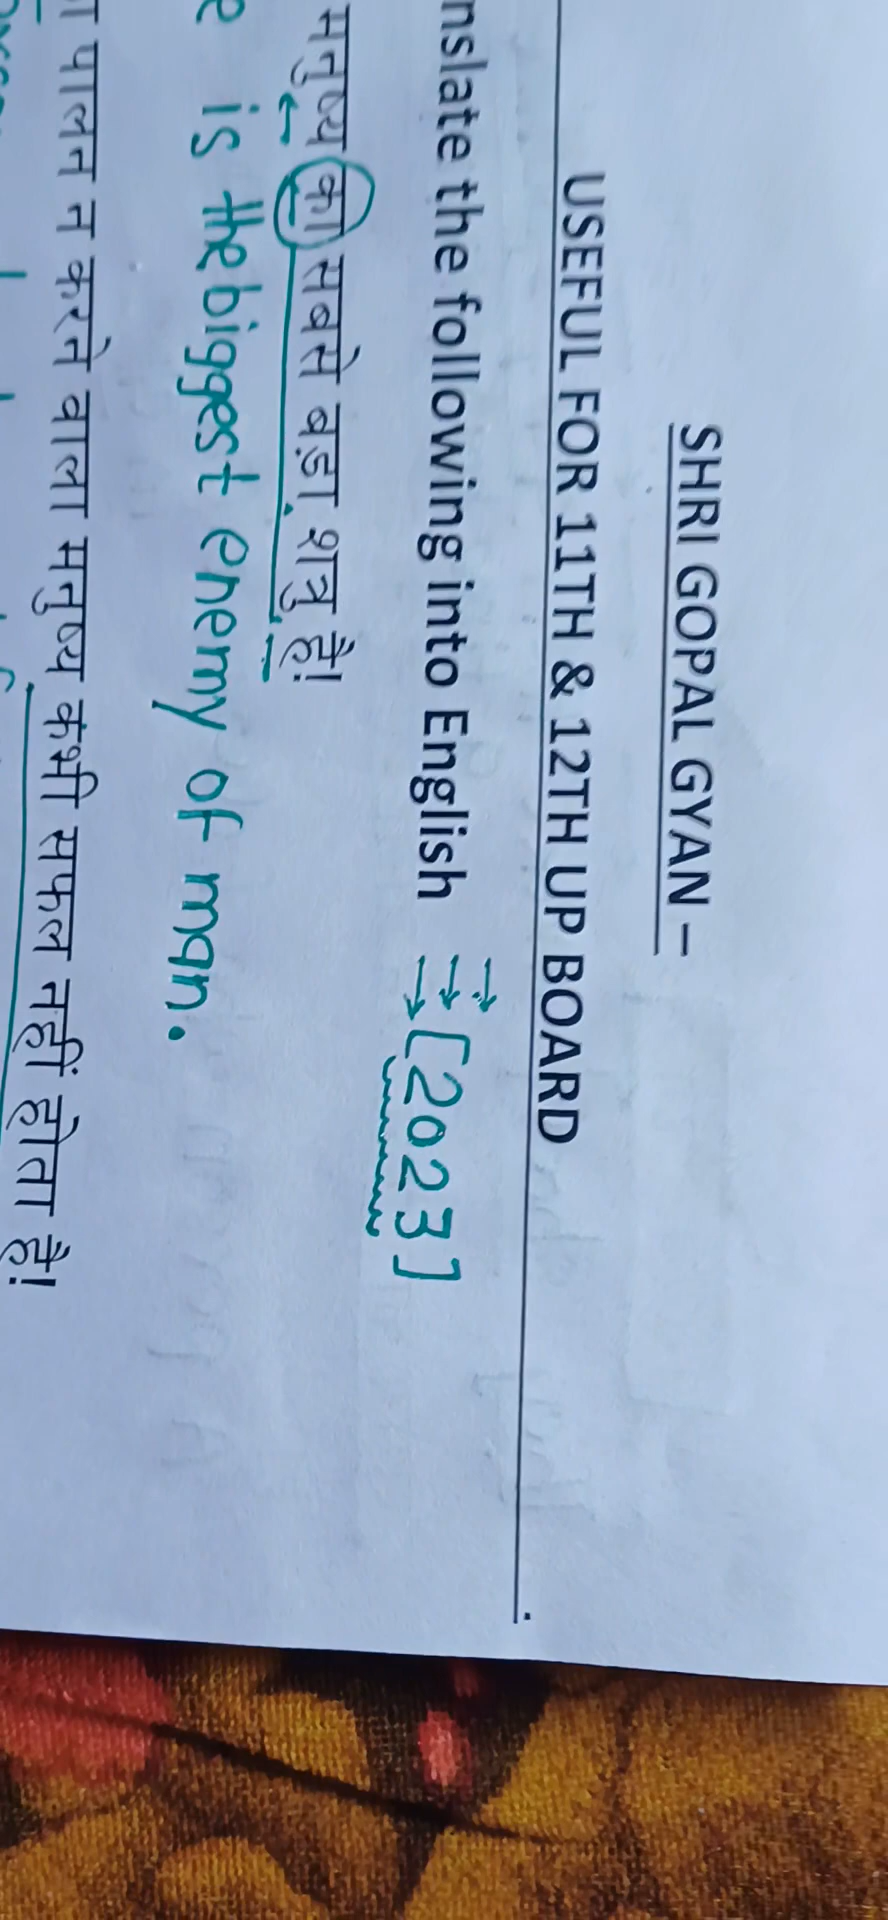 SHRI GOPAL GYAN –
USEFUL FOR 11TH & 12TH UP BOARD
nslate the following into English → [2023]
मनुष्य का सबसे बड़ा शत्रु है!
e is the biggest enemy of man.
पालन न करने वाला मनुष्य कभी सफल नहीं होता है!